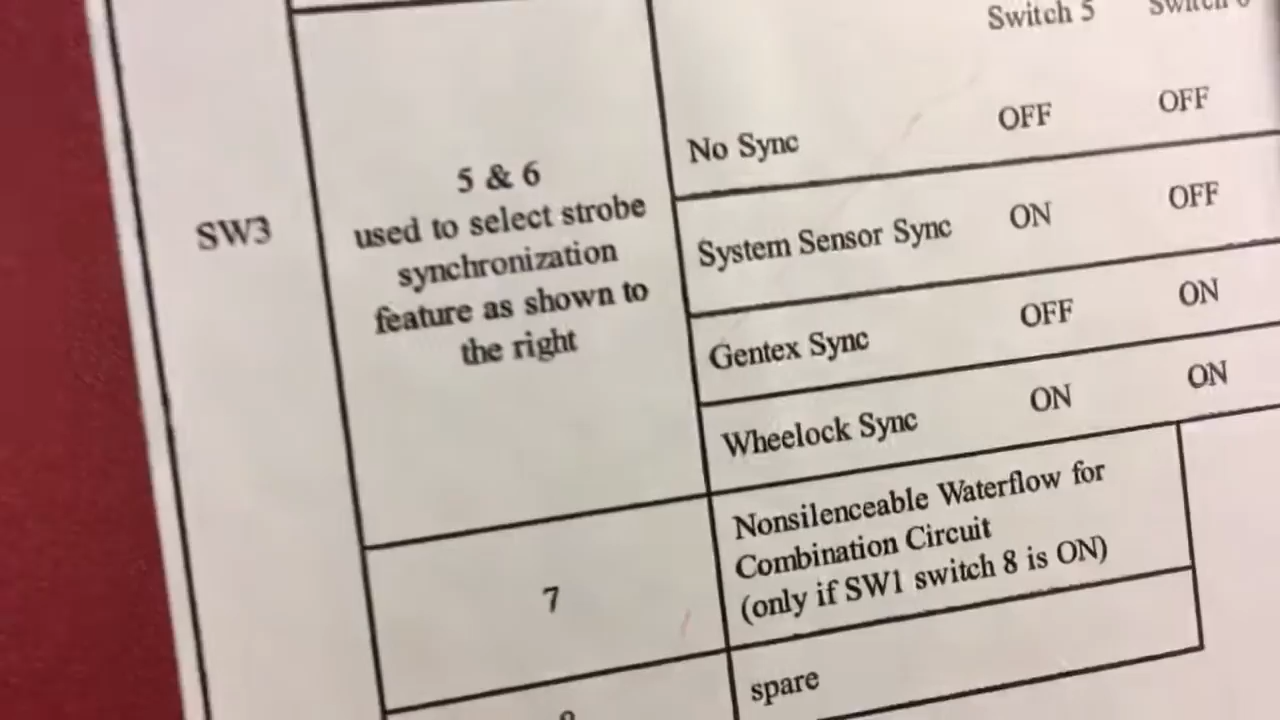 Switch 5 Switch 6
No Sync OFF OFF
SW3
5 & 6
used to select strobe
synchronization
feature as shown to
the right
System Sensor Sync ON OFF
Gentex Sync OFF ON
Wheelock Sync ON ON
7
Nonsilenceable Waterflow for
Combination Circuit
(only if SW1 switch 8 is ON)
spare